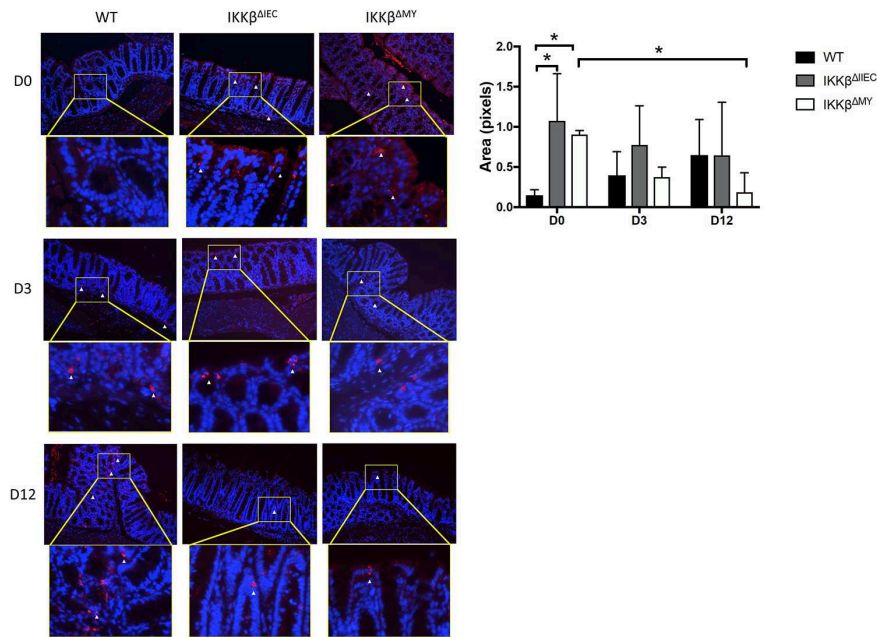 WT
IKKβΔIEC
IKKβΔMY
D0
D3
D12
*
*
*
Area (pixels)
2.0
1.5
1.0
0.5
0.0
D0
D3
D12
WT
IKKβΔIIEC
IKKβΔMY